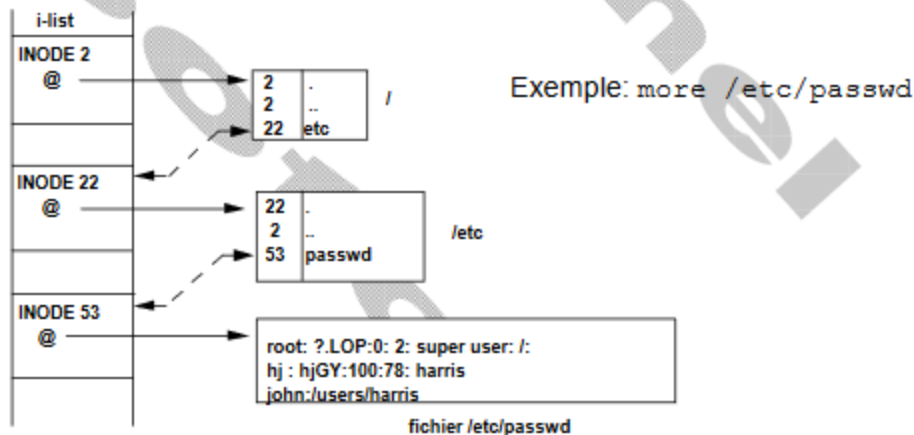 i-list
INODE 2
@
2 .
2 ..
22 etc
/
Exemple: more /etc/passwd
INODE 22
@
22 .
2 ..
53 passwd
/etc
INODE 53
@
root: ?.LOP:0: 2: super user: /:
hj : hjGY:100:78: harris
john:/users/harris
fichier /etc/passwd